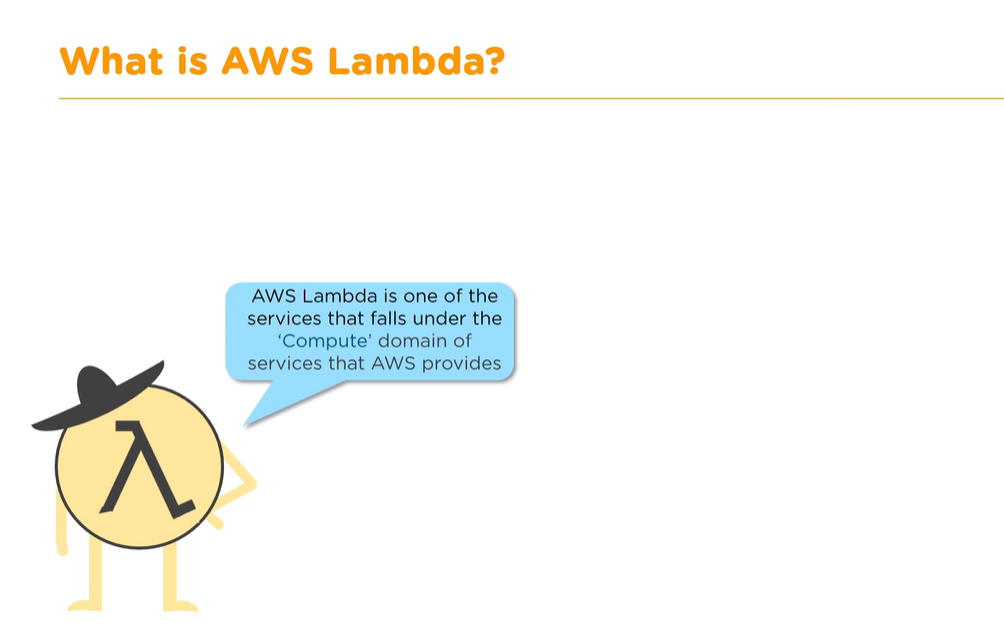 What is AWS Lambda?
AWS Lambda is one of the
services that falls under the
‘Compute’ domain of
services that AWS provides
λ